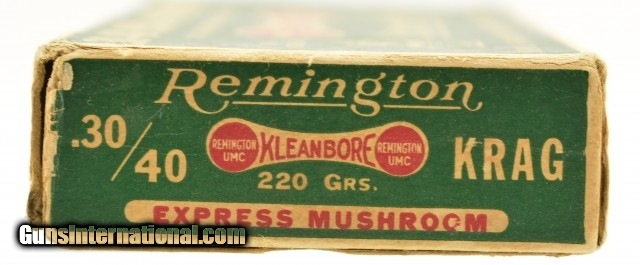 Remington
.30/40
REMINGTON UMC KLEANBORE REMINGTON UMC
KRAG
220 GRS.
EXPRESS MUSHROOM
GunsInternational.com